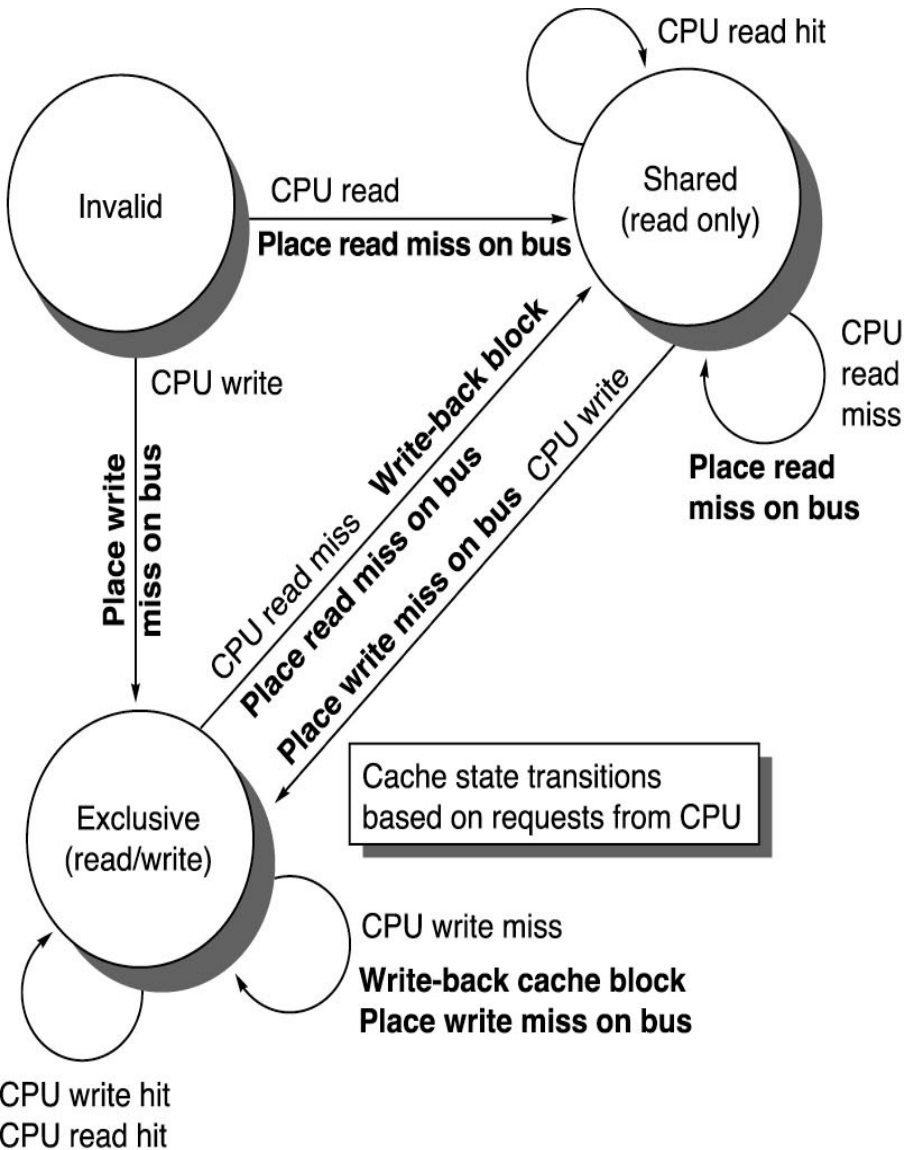 CPU read hit
Invalid
CPU read
Place read miss on bus
Shared
(read only)
CPU
read
miss
Place read
miss on bus
CPU write
Place write
miss on bus
CPU read miss Write-back block
Place read miss on bus
Place write miss on bus CPU write
Cache state transitions
based on requests from CPU
Exclusive
(read/write)
CPU write miss
Write-back cache block
Place write miss on bus
CPU write hit
CPU read hit